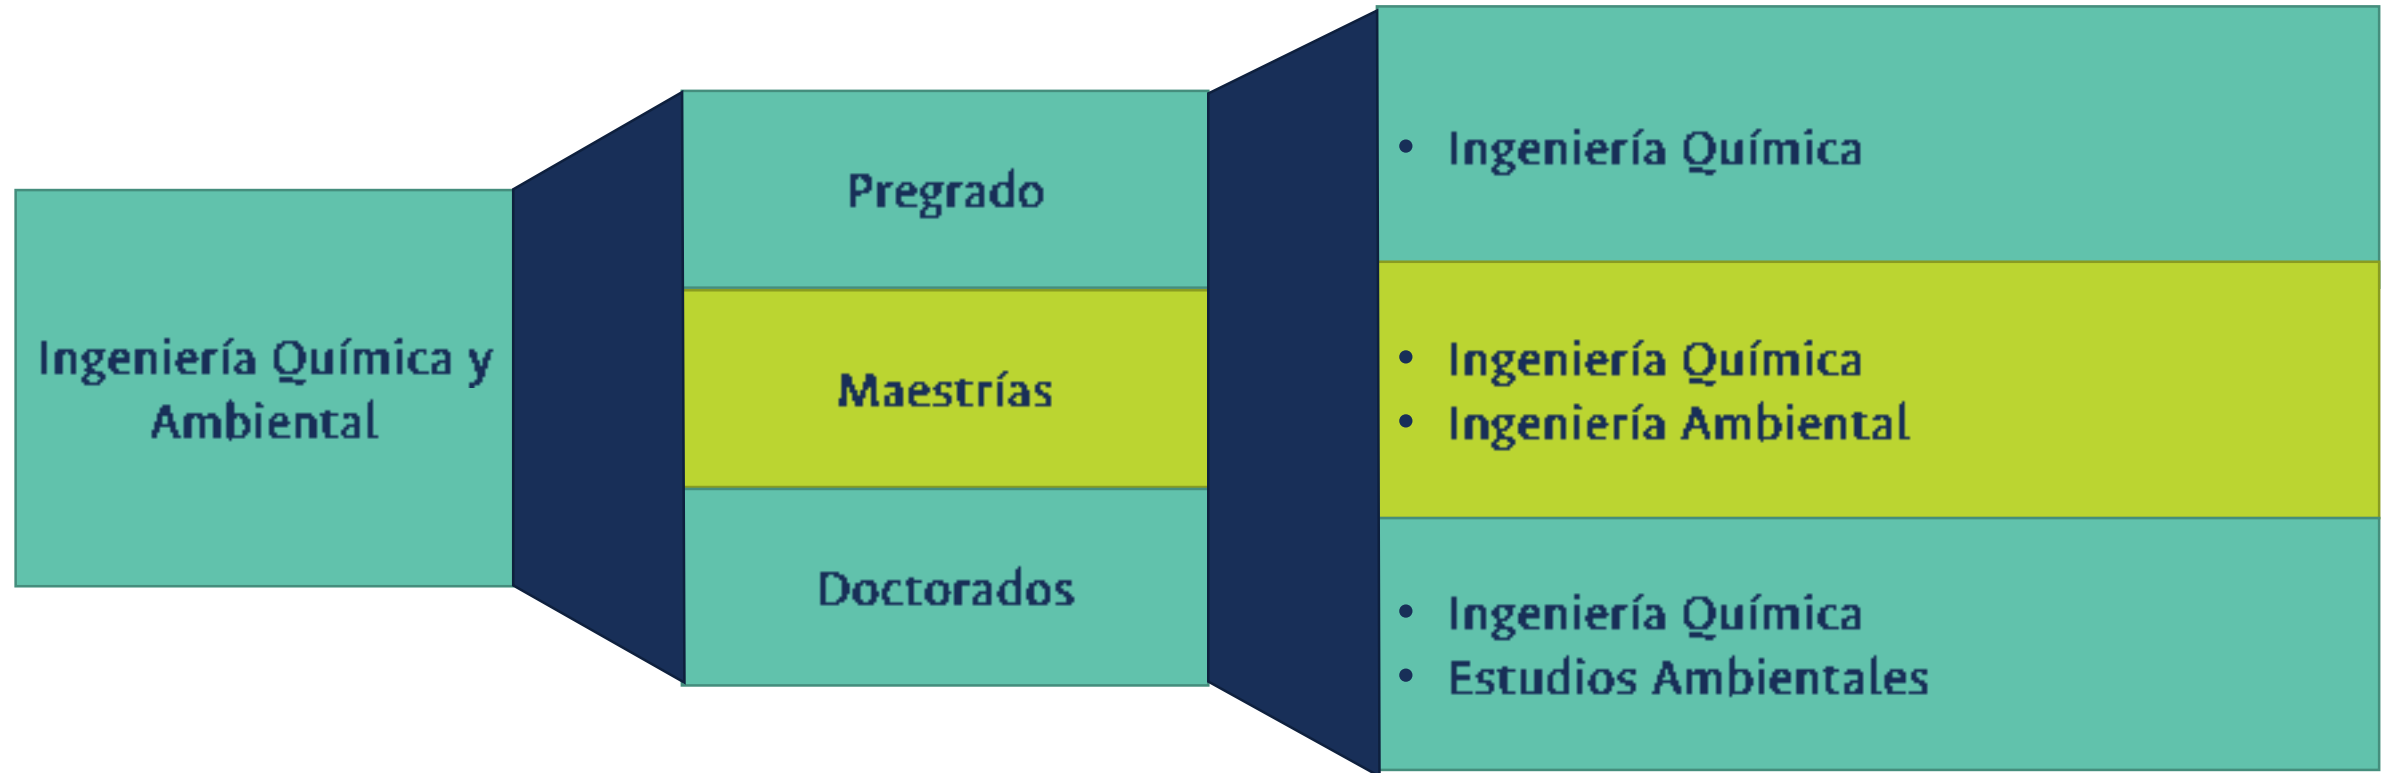 Ingeniería Química y
Ambiental
Pregrado
Maestrías
Doctorados
• Ingeniería Química
• Ingeniería Química
• Ingeniería Ambiental
• Ingeniería Química
• Estudios Ambientales